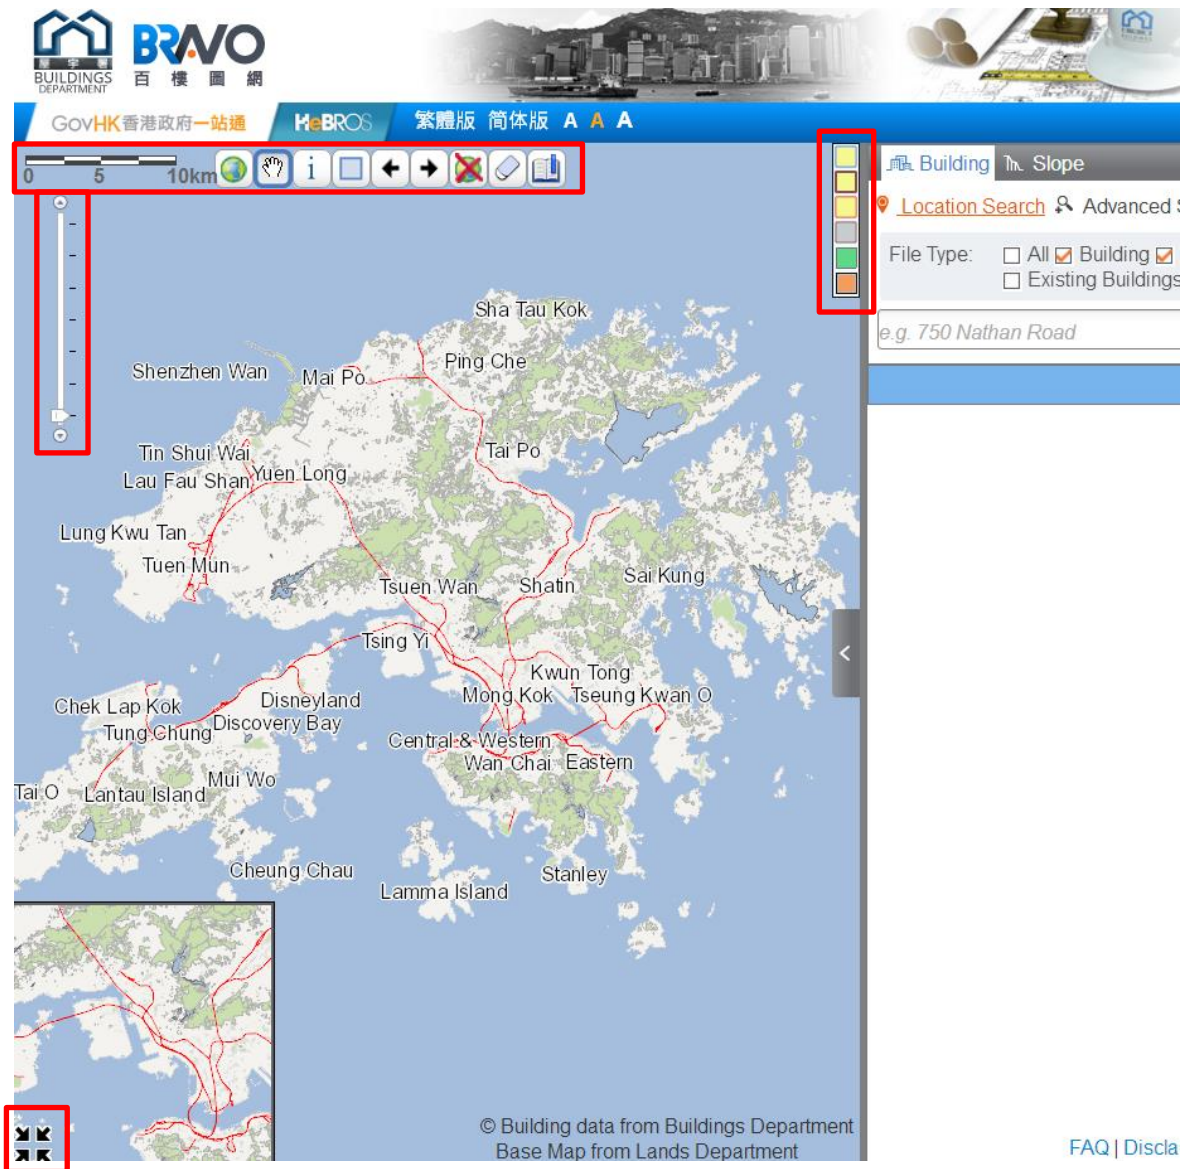 屋宇署
BUILDINGS
DEPARTMENT
BRAVO
百樓圖網
GovHK香港政府一站通
MeBROS
繁體版 简体版 A A A
0 5 10km
i
Building
Slope
Location Search
Advanced S
File Type:
All
Building
Existing Buildings
e.g. 750 Nathan Road
Sha Tau Kok
Ping Che
Shenzhen Wan
Mai Po
Tin Shui Wai
Tai Po
Lau Fau Shan
Yuen Long
Lung Kwu Tan
Tuen Mun
Tsuen Wan
Shatin
Sai Kung
Tsing Yi
Kwun Tong
Chek Lap Kok
Disneyland
Mong Kok
Tseung Kwan O
Tung Chung
Discovery Bay
Central & Western
Wan Chai
Eastern
Tai O
Lantau Island
Mui Wo
Cheung Chau
Lamma Island
Stanley
© Building data from Buildings Department
Base Map from Lands Department
FAQ | Discla